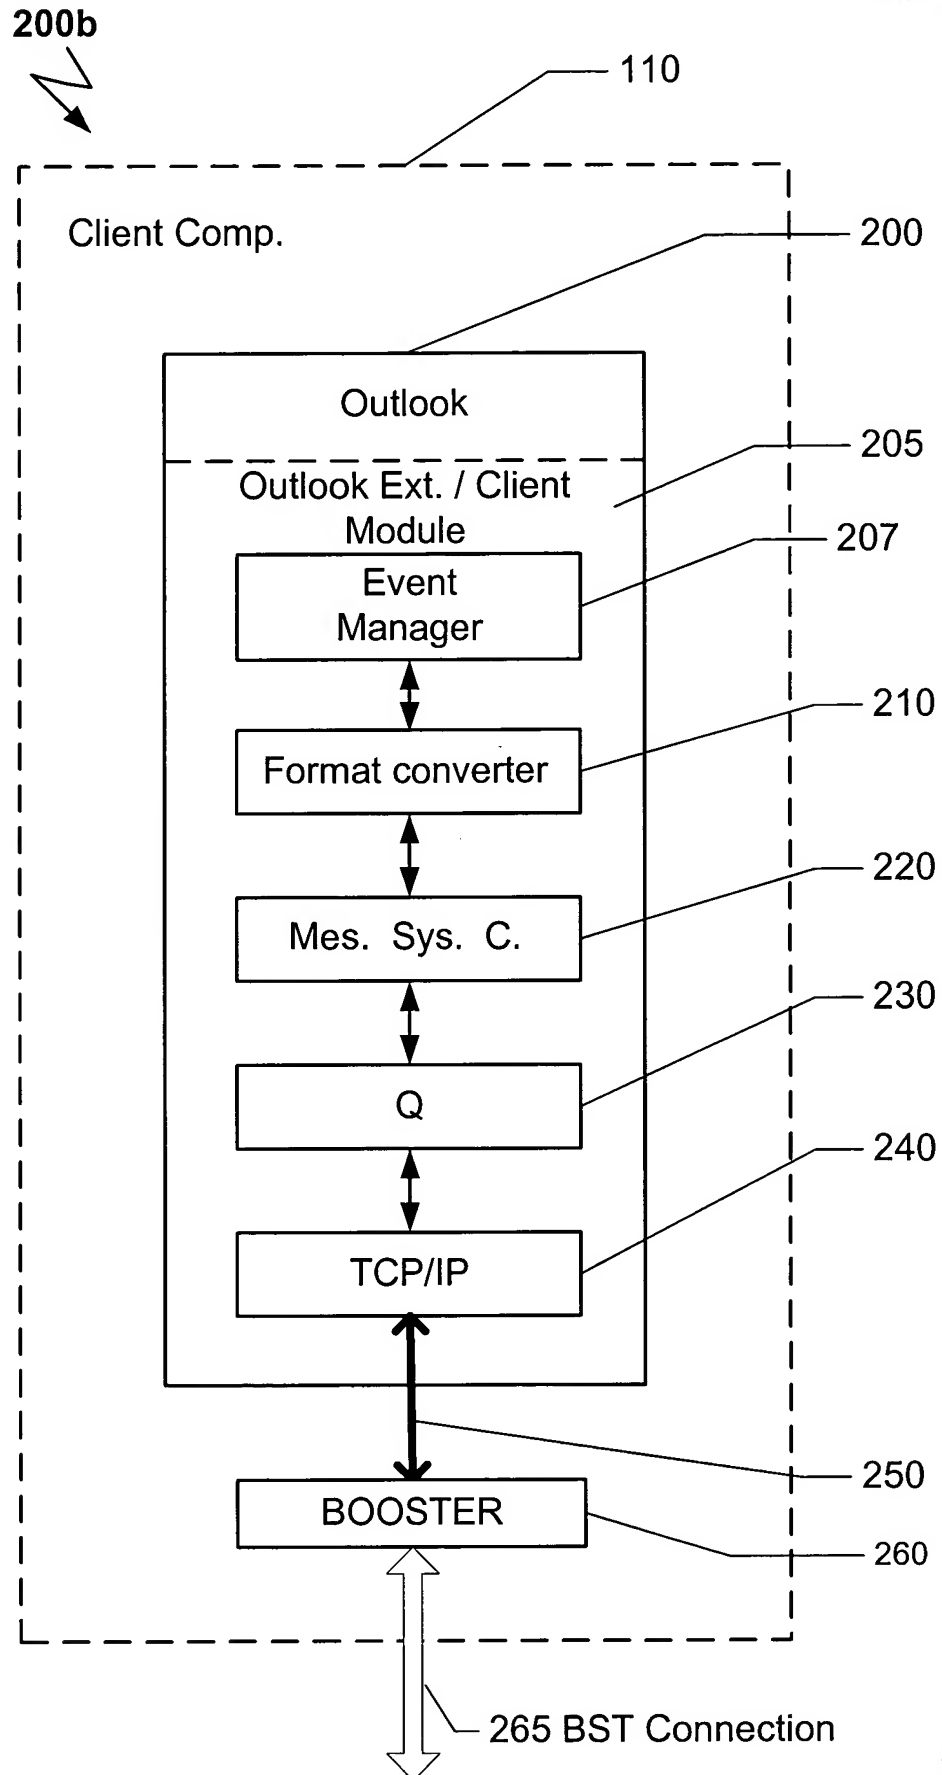 200b
110
Client Comp.
200
Outlook
205
Outlook Ext. / Client
Module
207
Event
Manager
210
Format converter
220
Mes. Sys. C.
230
Q
240
TCP/IP
250
BOOSTER
260
265 BST Connection